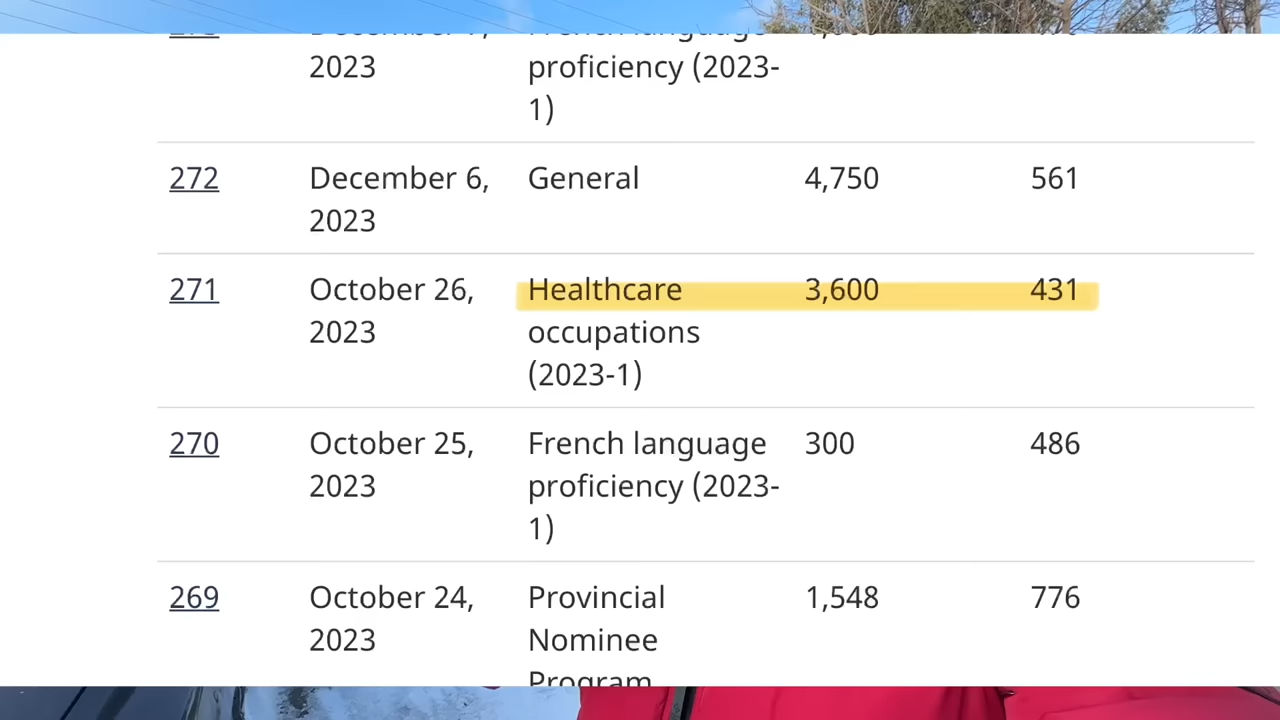 2023
proficiency (2023-
1)
272 December 6, General 4,750 561
2023
271 October 26, Healthcare 3,600 431
2023 occupations
(2023-1)
270 October 25, French language 300 486
2023 proficiency (2023-
1)
269 October 24, Provincial 1,548 776
2023 Nominee
Program